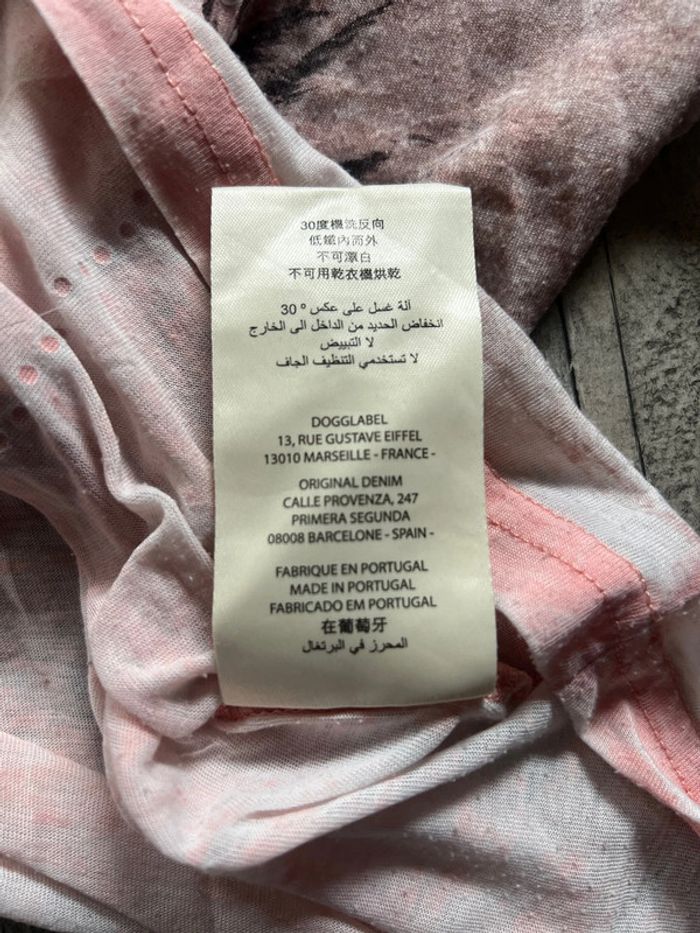 30度機洗反向
低鐵內而外
不可漂白
不可用乾衣機烘乾
آلة غسل على عكس º 30
انخفاض الحديد من الداخل الى الخارج
لا التبييض
لا تستخدمي التنظيف الجاف
DOGGLABEL
13, RUE GUSTAVE EIFFEL
13010 MARSEILLE - FRANCE -
ORIGINAL DENIM
CALLE PROVENZA, 247
PRIMERA SEGUNDA
08008 BARCELONE - SPAIN -
FABRIQUE EN PORTUGAL
MADE IN PORTUGAL
FABRICADO EM PORTUGAL
在葡萄牙
المحرز في البرتغال